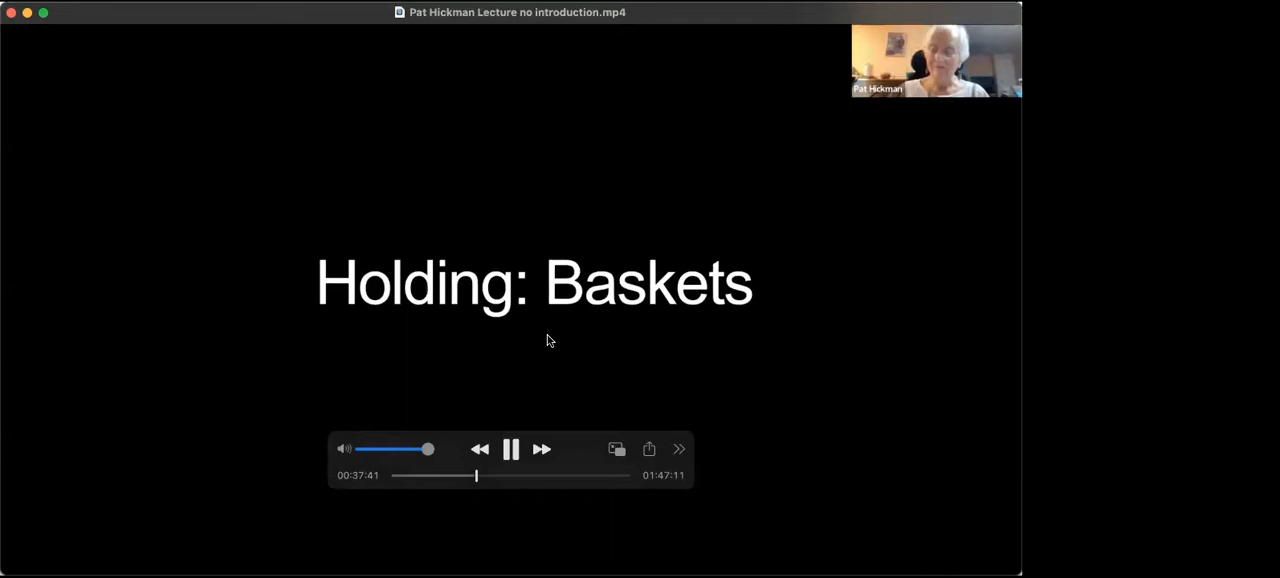 Pat Hickman Lecture no introduction.mp4
Pat Hickman
Holding: Baskets
00:37:41
01:47:11